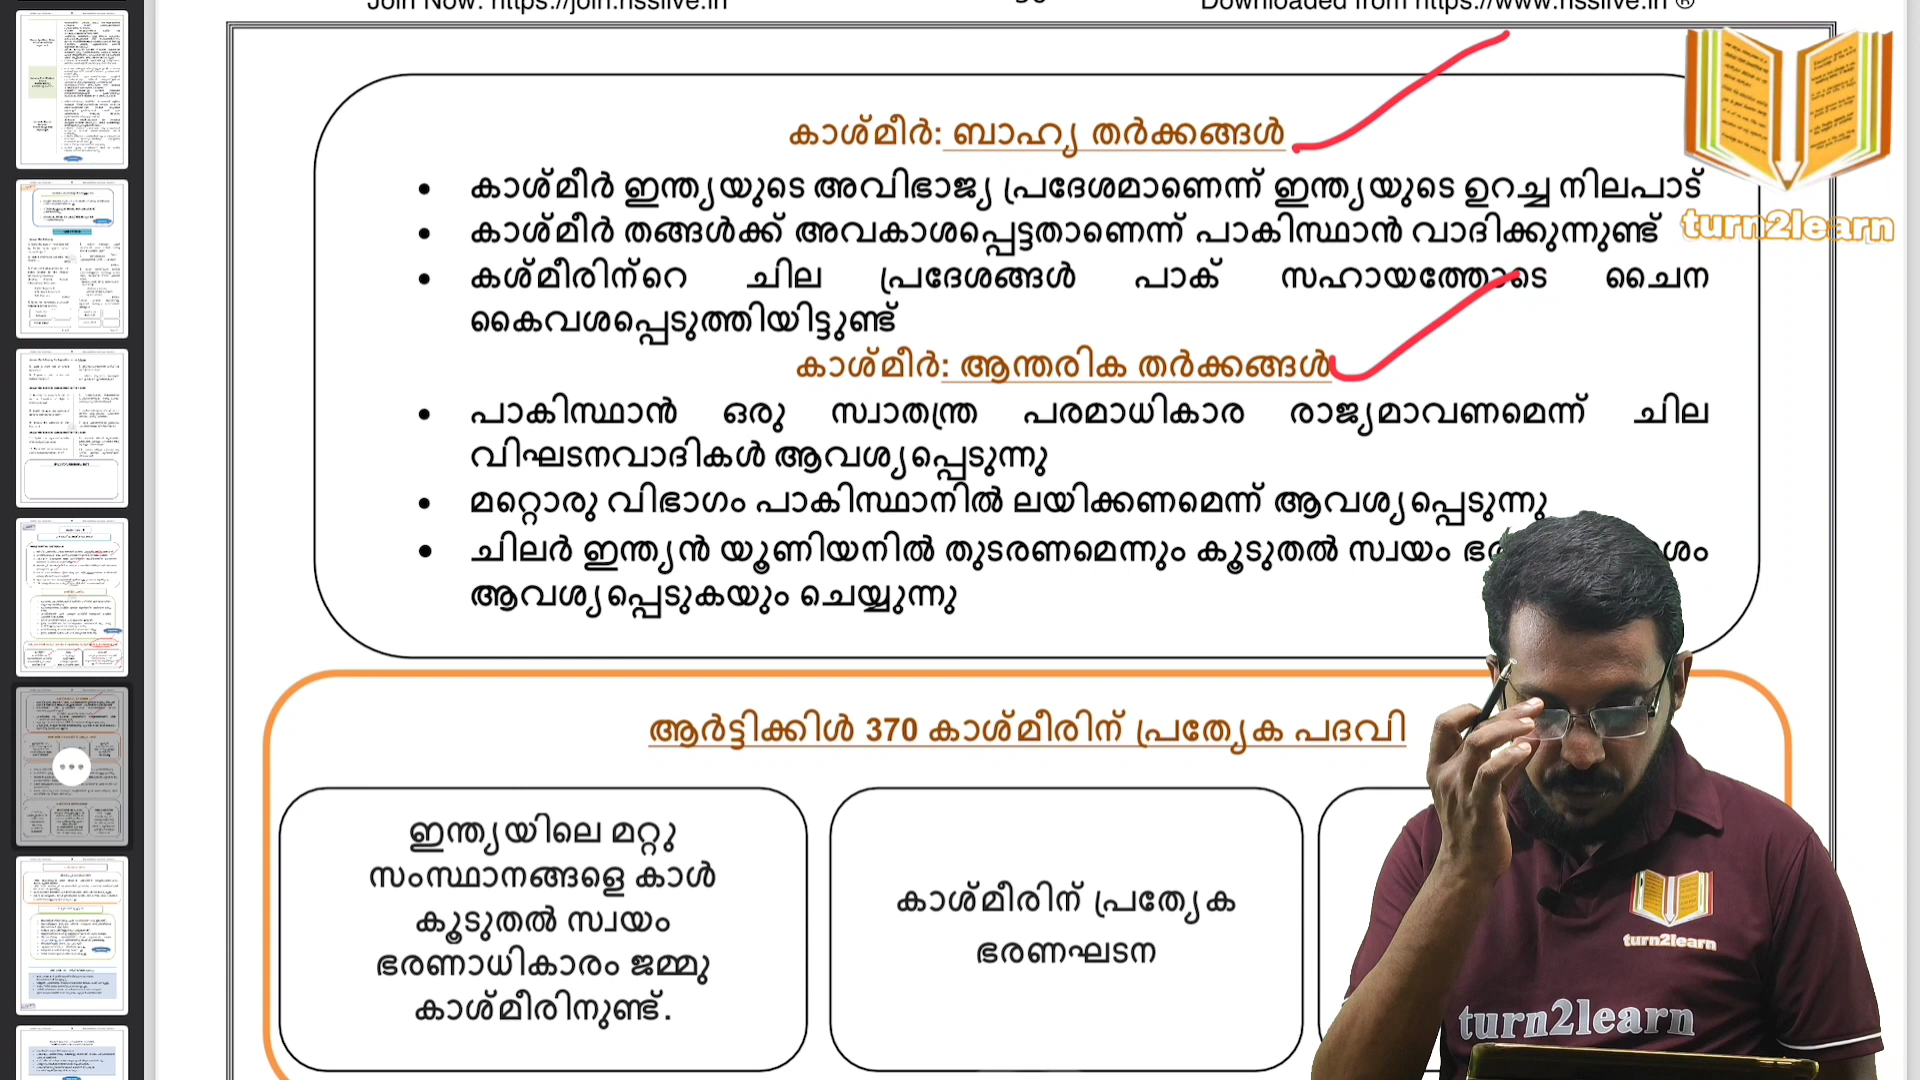 Join Now: https://join.hsslive.in
Downloaded from https://www.hsslive.in ®
കാശ്മീർ: ബാഹ്യ തർക്കങ്ങൾ
കാശ്മീർ ഇന്ത്യയുടെ അവിഭാജ്യ പ്രദേശമാണെന്ന് ഇന്ത്യയുടെ ഉറച്ച നിലപാട്
കാശ്മീർ തങ്ങൾക്ക് അവകാശപ്പെട്ടതാണെന്ന് പാകിസ്ഥാൻ വാദിക്കുന്നുണ്ട്
കശ്മീരിന്റെ ചില പ്രദേശങ്ങൾ പാക് സഹായത്തോടെ ചൈന
കൈവശപ്പെടുത്തിയിട്ടുണ്ട്
കാശ്മീർ: ആന്തരിക തർക്കങ്ങൾ
പാകിസ്ഥാൻ ഒരു സ്വാതന്ത്ര പരമാധികാര രാജ്യമാവണമെന്ന് ചില
വിഘടനവാദികൾ ആവശ്യപ്പെടുന്നു
മറ്റൊരു വിഭാഗം പാകിസ്ഥാനിൽ ലയിക്കണമെന്ന് ആവശ്യപ്പെടുന്നു
ചിലർ ഇന്ത്യൻ യൂണിയനിൽ തുടരണമെന്നും കൂടുതൽ സ്വയം
ആവശ്യപ്പെടുകയും ചെയ്യുന്നു
ആർട്ടിക്കിൾ 370 കാശ്മീരിന് പ്രത്യേക പദവി
ഇന്ത്യയിലെ മറ്റു
സംസ്ഥാനങ്ങളെ കാൾ
കൂടുതൽ സ്വയം
ഭരണാധികാരം ജമ്മു
കാശ്മീരിനുണ്ട്.
കാശ്മീരിന് പ്രത്യേക
ഭരണഘടന
turn2learn
turn2learn
turn2learn